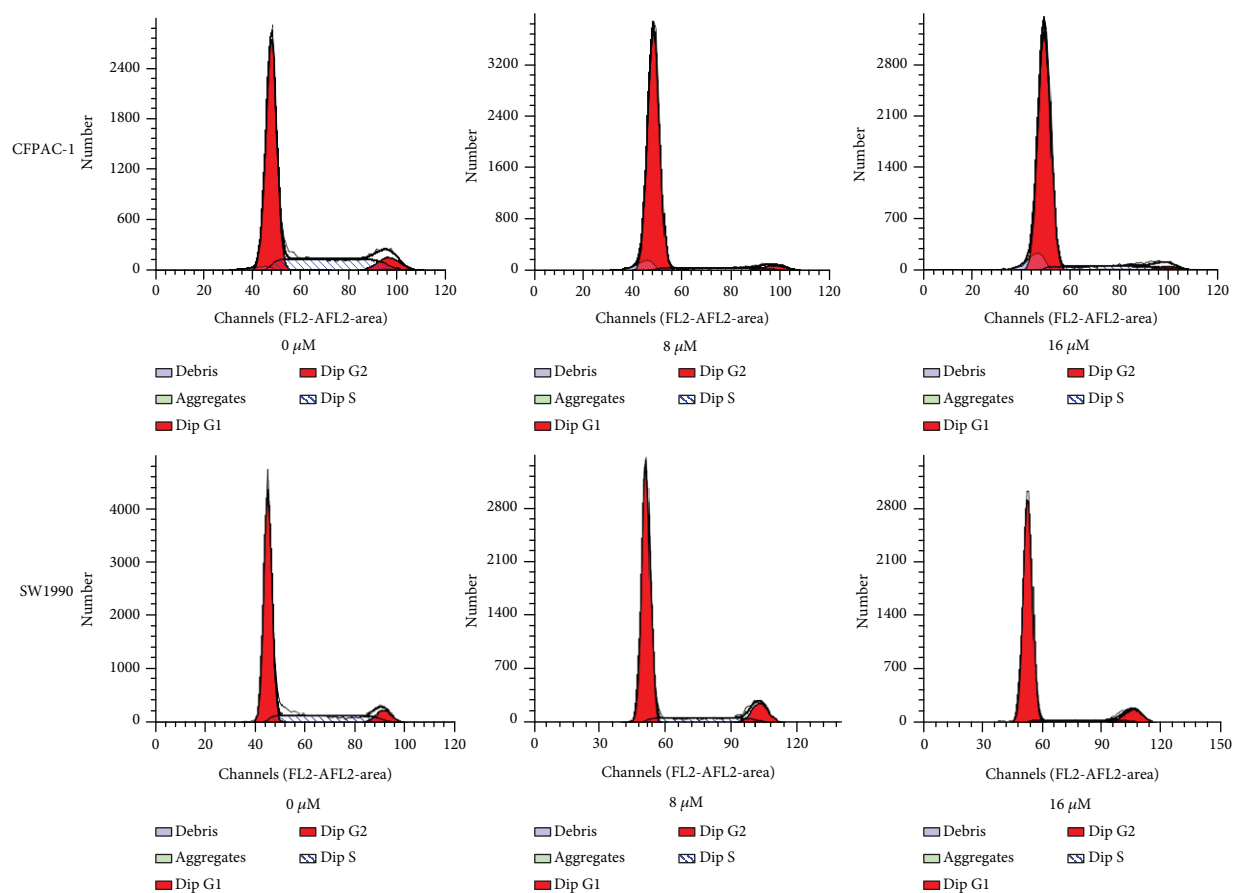 CFPAC-1
Number
2400
1800
1200
600
0
0 20 40 60 80 100 120
Channels (FL2-AFL2-area)
0 μM
Debris Dip G2
Aggregates Dip S
Dip G1
Number
3200
2400
1600
800
0
0 20 40 60 80 100 120
Channels (FL2-AFL2-area)
8 μM
Debris Dip G2
Aggregates Dip S
Dip G1
Number
2800
2100
1400
700
0
0 20 40 60 80 100 120
Channels (FL2-AFL2-area)
16 μM
Debris Dip G2
Aggregates Dip S
Dip G1
SW1990
Number
4000
3000
2000
1000
0
0 20 40 60 80 100 120
Channels (FL2-AFL2-area)
0 μM
Debris Dip G2
Aggregates Dip S
Dip G1
Number
2800
2100
1400
700
0
0 30 60 90 120
Channels (FL2-AFL2-area)
8 μM
Debris Dip G2
Aggregates Dip S
Dip G1
Number
2800
2100
1400
700
0
0 30 60 90 120 150
Channels (FL2-AFL2-area)
16 μM
Debris Dip G2
Aggregates Dip S
Dip G1